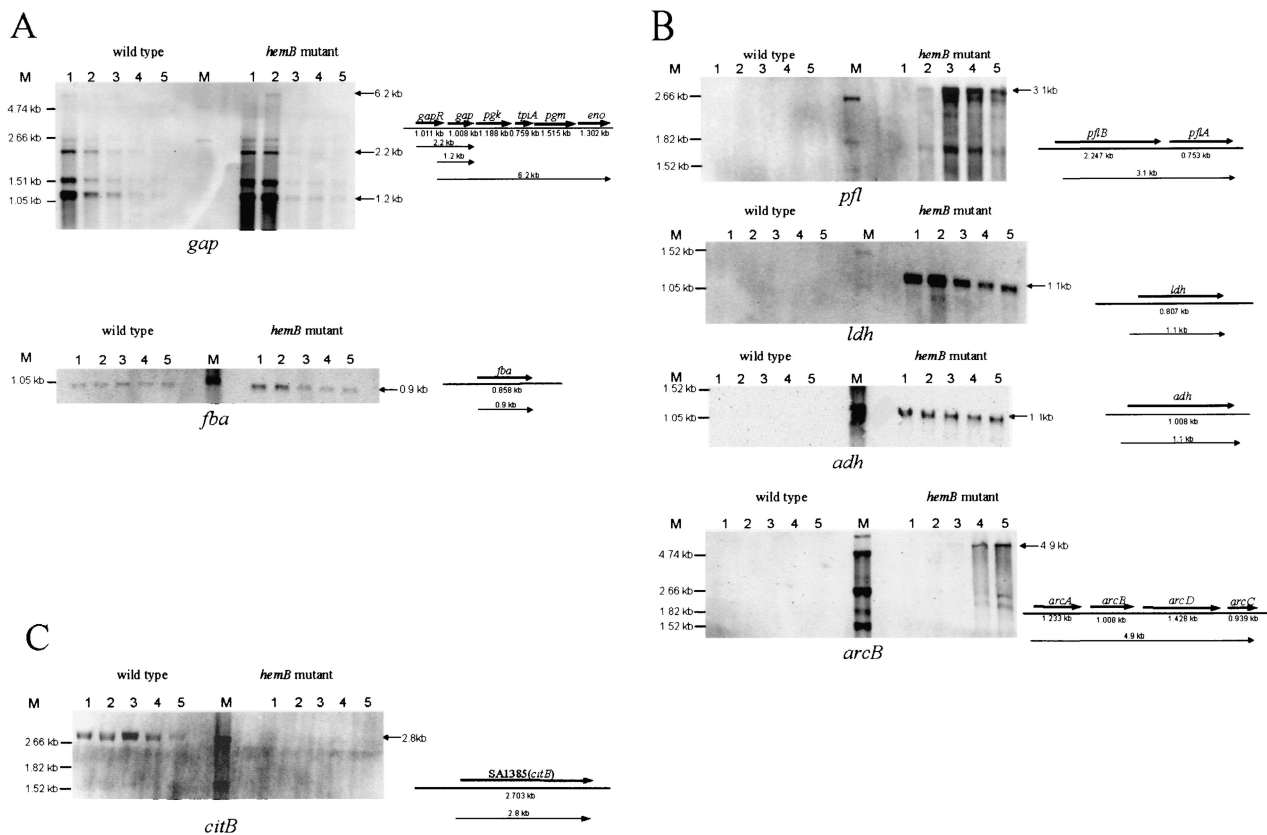 A
wild type hemB mutant
M 1 2 3 4 5 M 1 2 3 4 5
6.2 kb
4.74 kb
2.66 kb
2.2 kb
1.51 kb
1.05 kb
1.2 kb
gap
gapR gap pgk tpiA pgm eno
1.011 kb 1.008 kb 1.188 kb 0.759 kb 1.515 kb 1.302 kb
2.2 kb
1.2 kb
6.2 kb
wild type hemB mutant
M 1 2 3 4 5 M 1 2 3 4 5
1.05 kb
0.9 kb
fba
fba
0.858 kb
0.9 kb
B
wild type hemB mutant
1 2 3 4 5 M 1 2 3 4 5
3.1kb
2.66 kb
1.82 kb
1.52 kb
pfl
pflB pflA
2.247 kb 0.753 kb
3.1 kb
wild type hemB mutant
M 1 2 3 4 5 M 1 2 3 4 5
1 52 kb
1 05 kb
1 1kb
ldh
ldh
0.807 kb
1.1 kb
wild type hemB mutant
M 1 2 3 4 5 M 1 2 3 4 5
1.52 kb
1.05 kb
1 1kb
adh
adh
1.008 kb
1.1 kb
wild type hemB mutant
M 1 2 3 4 5 M 1 2 3 4 5
4 9 kb
4.74 kb
2.66 kb
1 82 kb
1 52 kb
arcB
arcA arcB arcD arcC
1.233 kb 1.008 kb 1.428 kb 0.939 kb
4.9 kb
C
wild type hemB mutant
M 1 2 3 4 5 M 1 2 3 4 5
2.8kb
2 66 kb
1.82 kb
1 52 kb
citB
SA1385(citB)
2.703 kb
2.8 kb